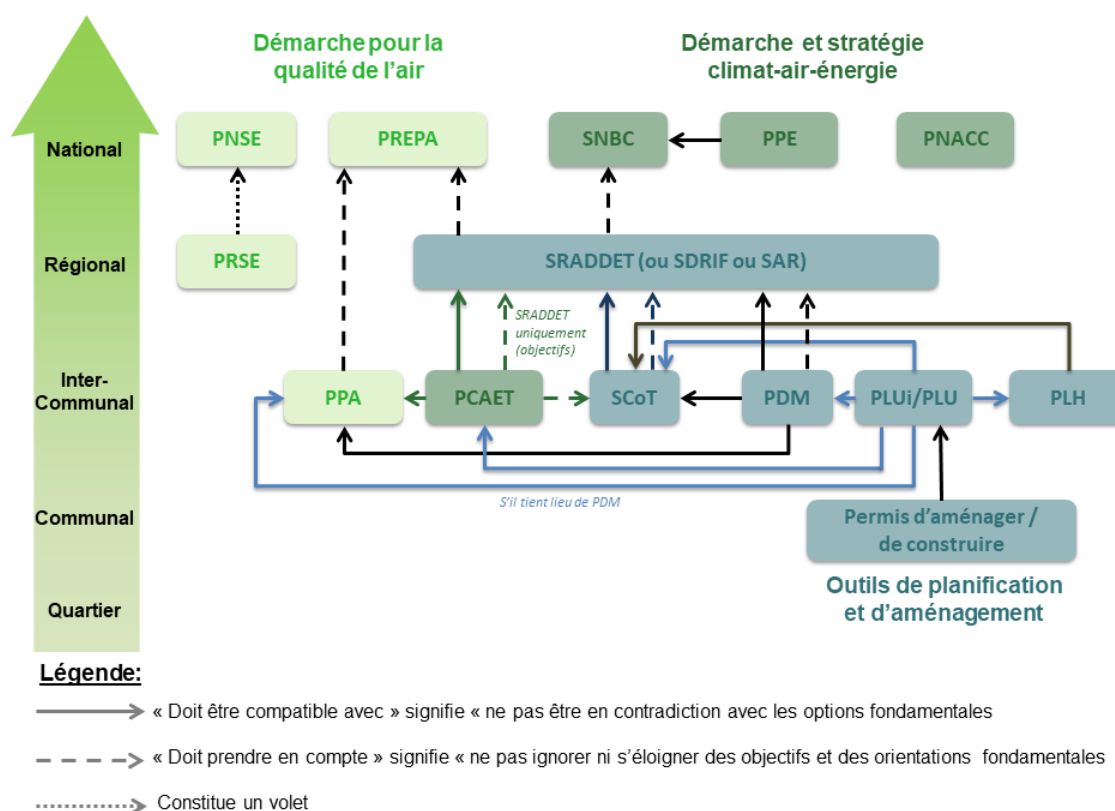 Démarche pour la
qualité de l'air
Démarche et stratégie
climat-air-énergie
National
PNSE
PREPA
SNBC
PPE
PNACC
Régional
PRSE
SRADDET (ou SDRIF ou SAR)
SRADDET
uniquement
(objectifs)
Inter-
Communal
PPA
PCAET
SCoT
PDM
PLUi/PLU
PLH
S'il tient lieu de PDM
Communal
Permis d'aménager /
de construire
Quartier
Outils de planification
et d'aménagement
Légende:
« Doit être compatible avec » signifie « ne pas être en contradiction avec les options fondamentales
« Doit prendre en compte » signifie « ne pas ignorer ni s'éloigner des objectifs et des orientations fondamentales
Constitue un volet